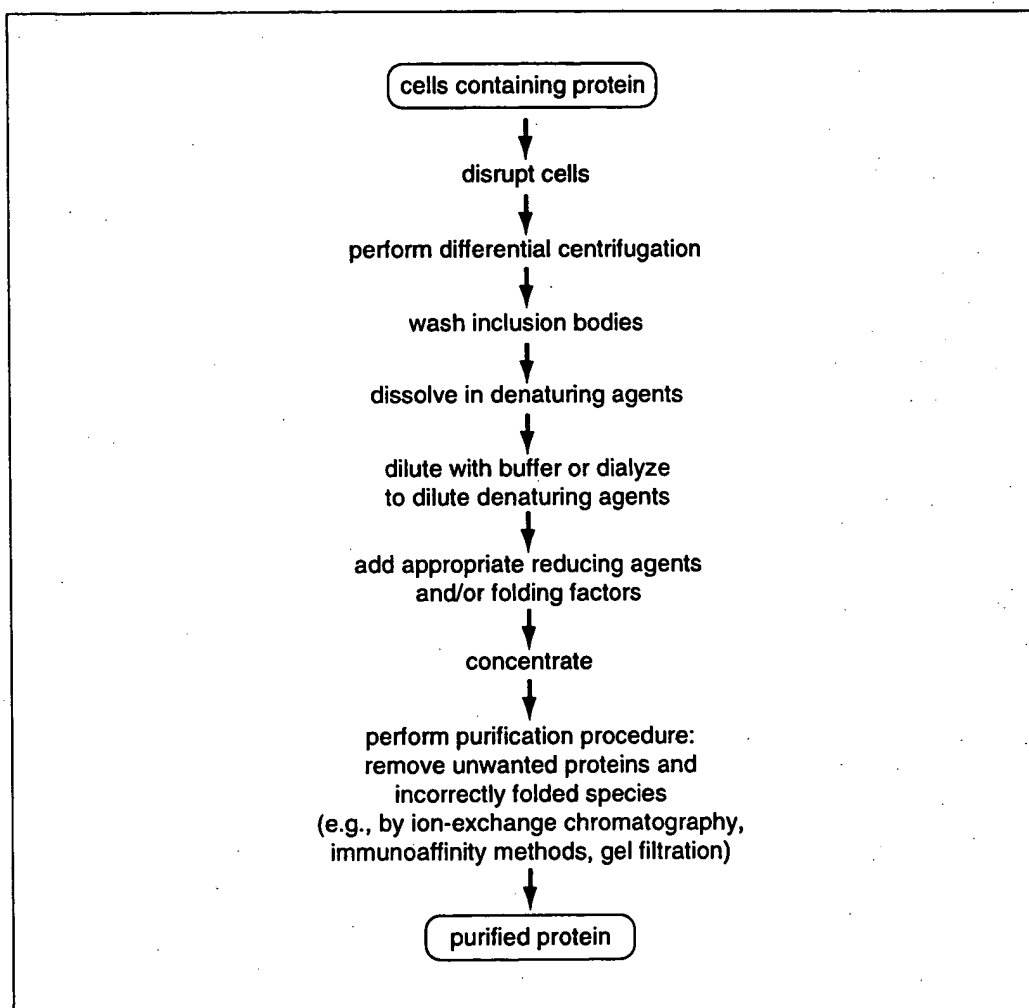 cells containing protein
disrupt cells
perform differential centrifugation
wash inclusion bodies
dissolve in denaturing agents
dilute with buffer or dialyze
to dilute denaturing agents
add appropriate reducing agents
and/or folding factors
concentrate
perform purification procedure:
remove unwanted proteins and
incorrectly folded species
(e.g., by ion-exchange chromatography,
immunoaffinity methods, gel filtration)
purified protein